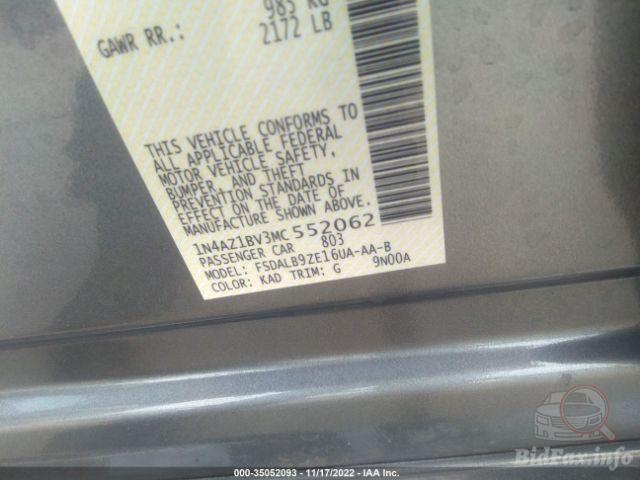 GAWR RR.: 985 KG
2172 LB
THIS VEHICLE CONFORMS TO
ALL APPLICABLE FEDERAL
MOTOR VEHICLE SAFETY,
BUMPER, AND THEFT
PREVENTION STANDARDS IN
EFFECT ON THE DATE OF
MANUFACTURE SHOWN ABOVE.
1N4AZ1BV3MC552062
PASSENGER CAR 803
MODEL: FSDALB9ZE16UA-AA-B
COLOR: KAD TRIM: G 9N00A
BidFax.info
000-35052093 - 11/17/2022 - IAA Inc.